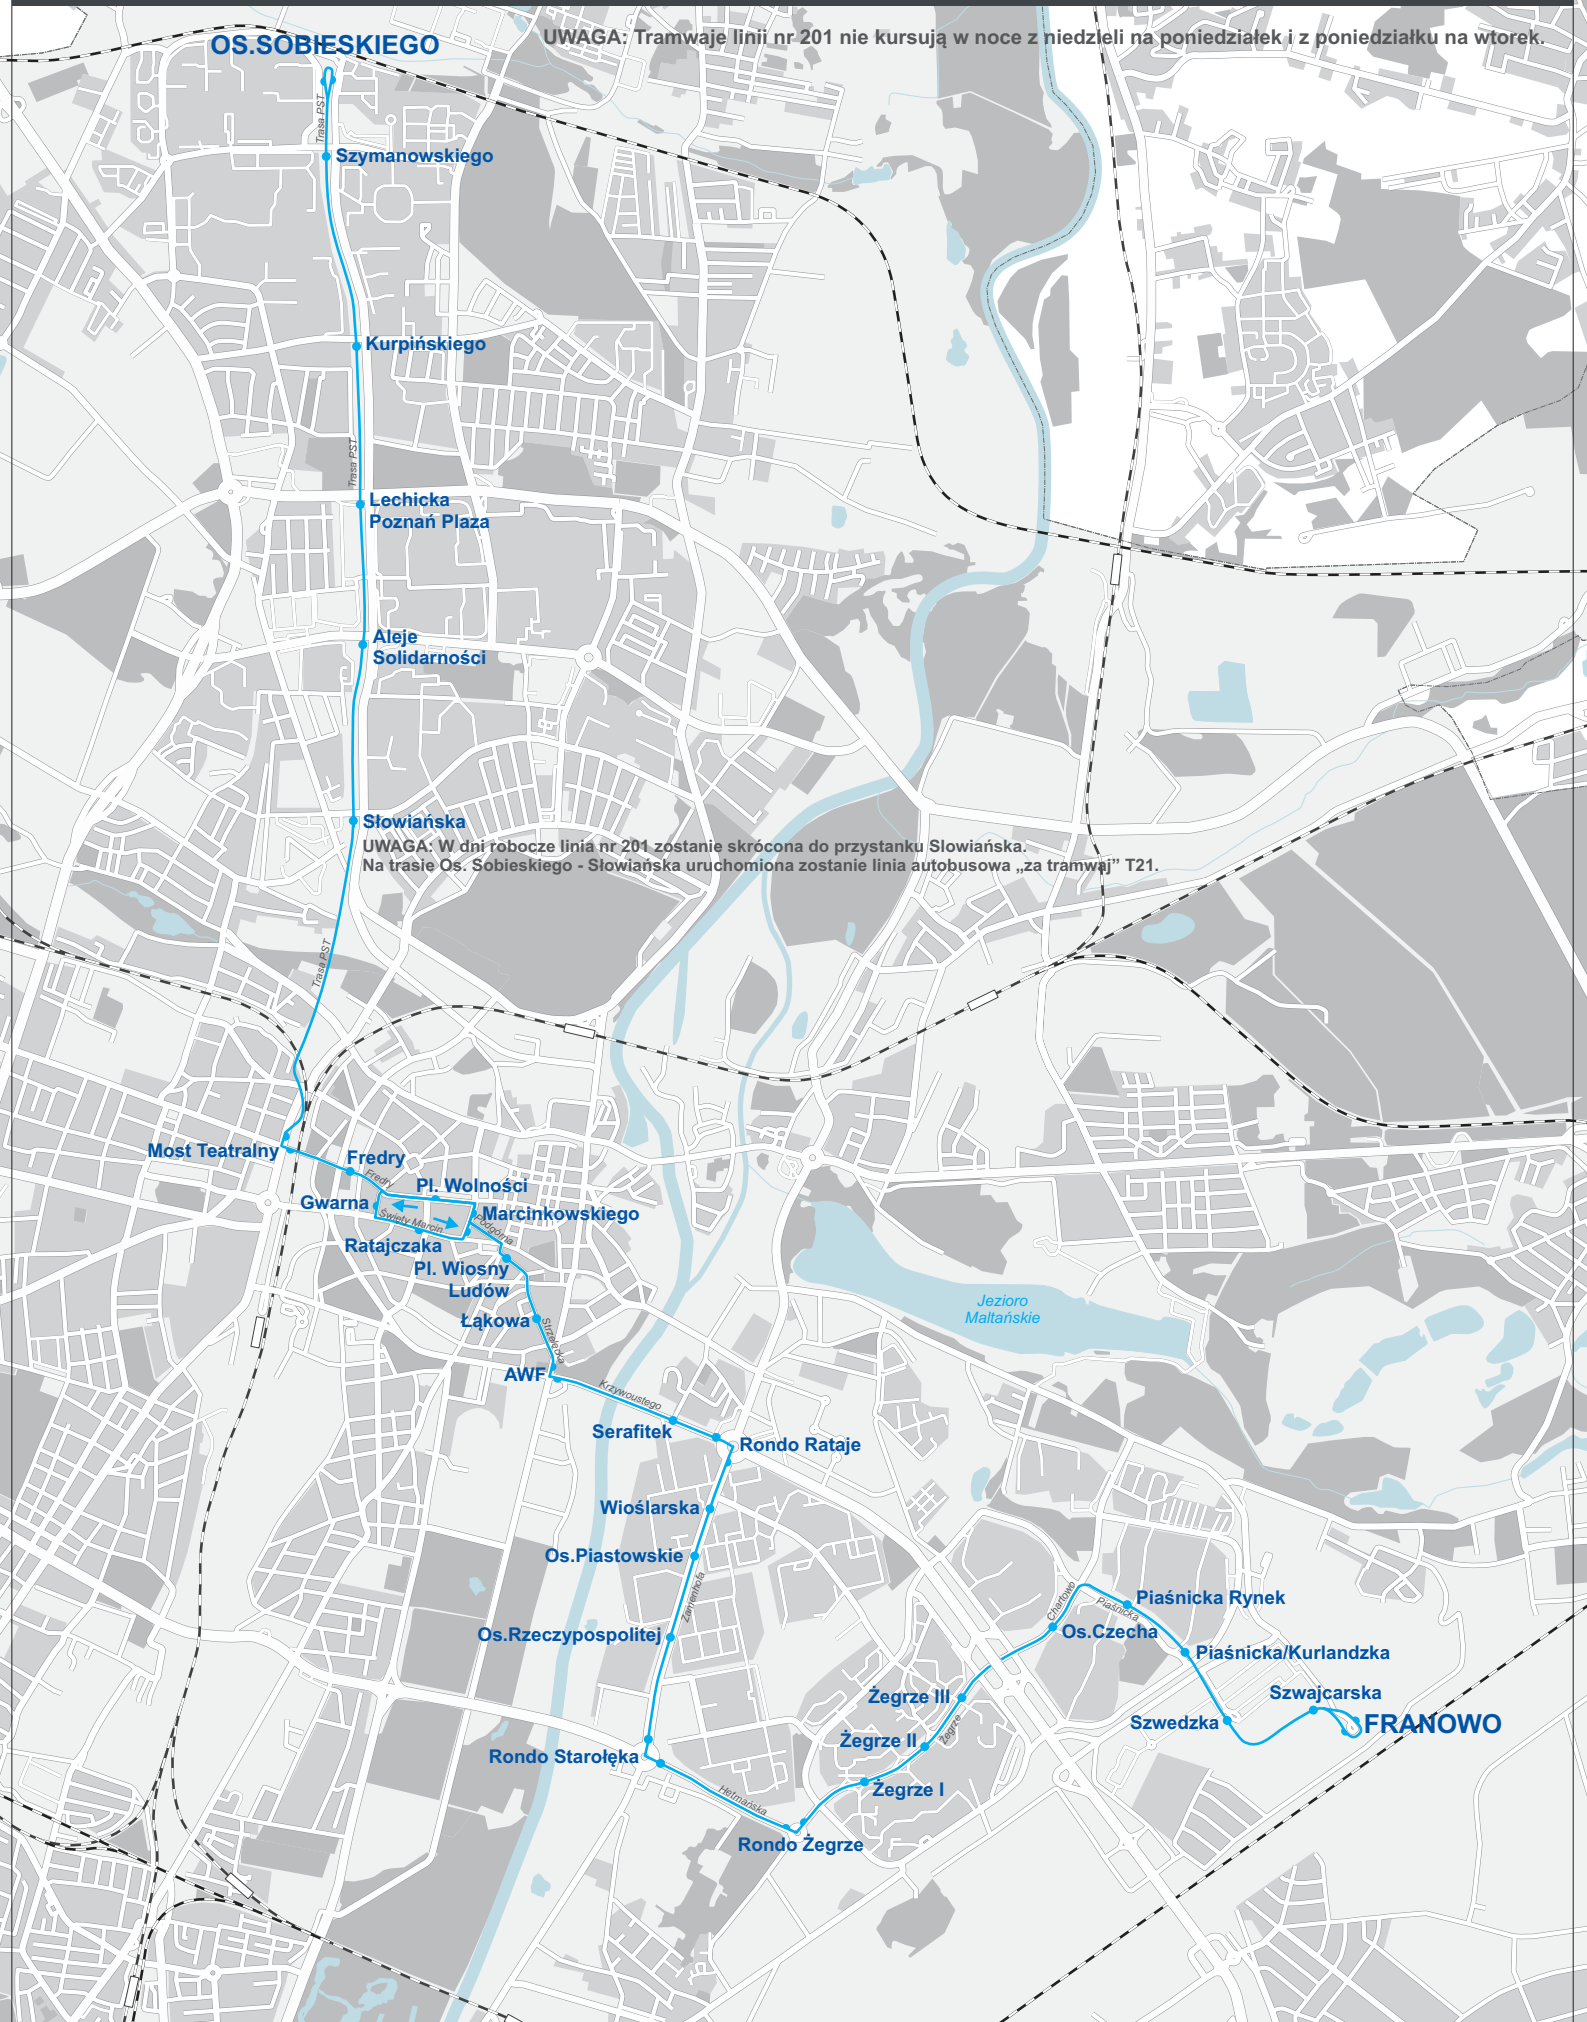 OS.SOBIESKIEGO
UWAGA: Tramwaje linii nr 201 nie kursują w noce z niedzieli na poniedziałek i z poniedziałku na wtorek.
Trasa PST
Szymanowskiego
Kurpińskiego
Trasa PST
Lechicka
Poznań Plaza
Aleje
Solidarności
Słowiańska
UWAGA: W dni robocze linia nr 201 zostanie skrócona do przystanku Slowiańska.
Na trasie Os. Sobieskiego - Słowiańska uruchomiona zostanie linia autobusowa „za tramwaj” T21.
Trasa PST
Most Teatralny
Fredry
Fredry
Pl. Wolności
Gwarna
Marcinkowskiego
Święty Marcin
Podgórna
Ratajczaka
Pl. Wiosny
Ludów
Łąkowa
Strzelecka
Jezioro
Maltańskie
AWF
Krzywoustego
Serafitek
Rondo Rataje
Wioślarska
Os.Piastowskie
Zamenhofa
Chartowo
Piaśnicka Rynek
Piaśnicka
Os.Rzeczypospolitej
Os.Czecha
Piaśnicka/Kurlandzka
Szwajcarska
Żegrze III
Szwedzka
FRANOWO
Żegrze
Żegrze II
Rondo Starołęka
Żegrze I
Hetmańska
Rondo Żegrze